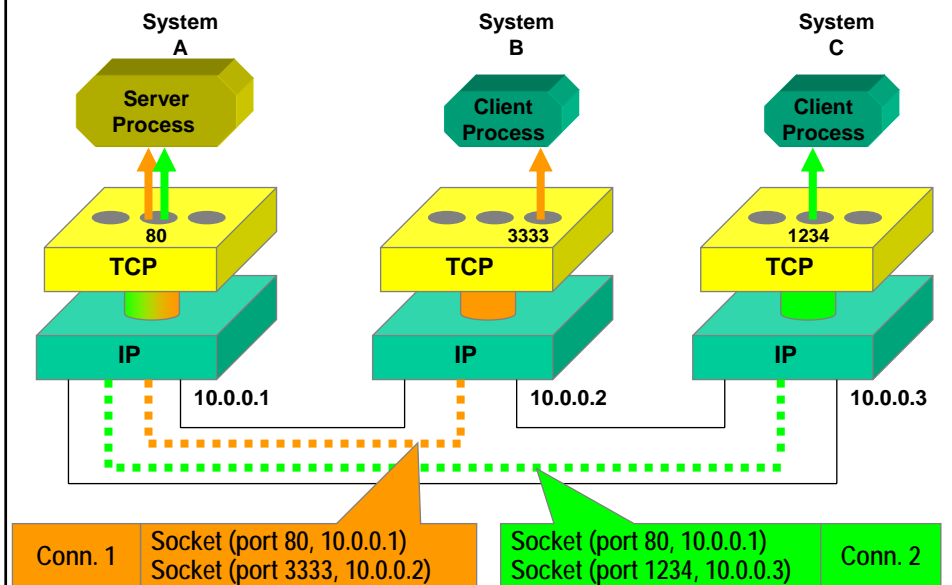 System
A
System
B
System
C
Server
Process
Client
Process
Client
Process
80
3333
1234
TCP
TCP
TCP
IP
IP
IP
10.0.0.1
10.0.0.2
10.0.0.3
Conn. 1
Socket (port 80, 10.0.0.1)
Socket (port 3333, 10.0.0.2)
Socket (port 80, 10.0.0.1)
Socket (port 1234, 10.0.0.3)
Conn. 2